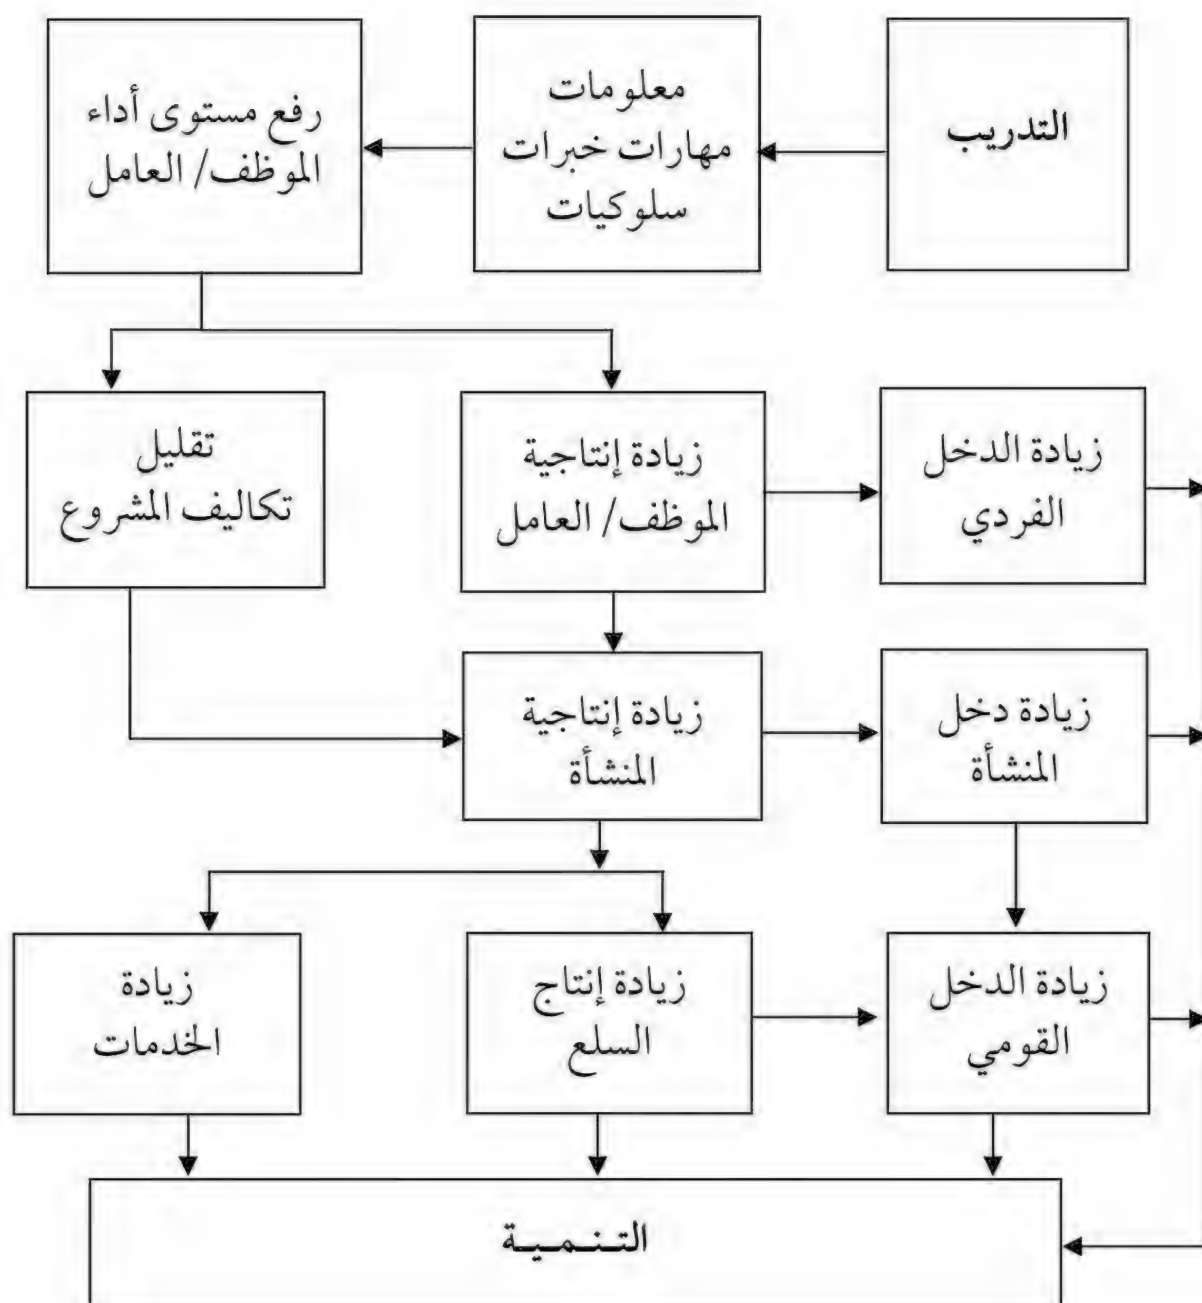 التدريب
معلومات
مهارات خبرات
سلوكيات
رفع مستوى أداء
الموظف/ العامل
زيادة الدخل
الفردي
زيادة إنتاجية
الموظف/ العامل
تقليل
تكاليف المشروع
زيادة دخل
المنشأة
زيادة إنتاجية
المنشأة
زيادة الدخل
القومي
زيادة إنتاج
السلع
زيادة
الخدمات
التـنـمـيـة